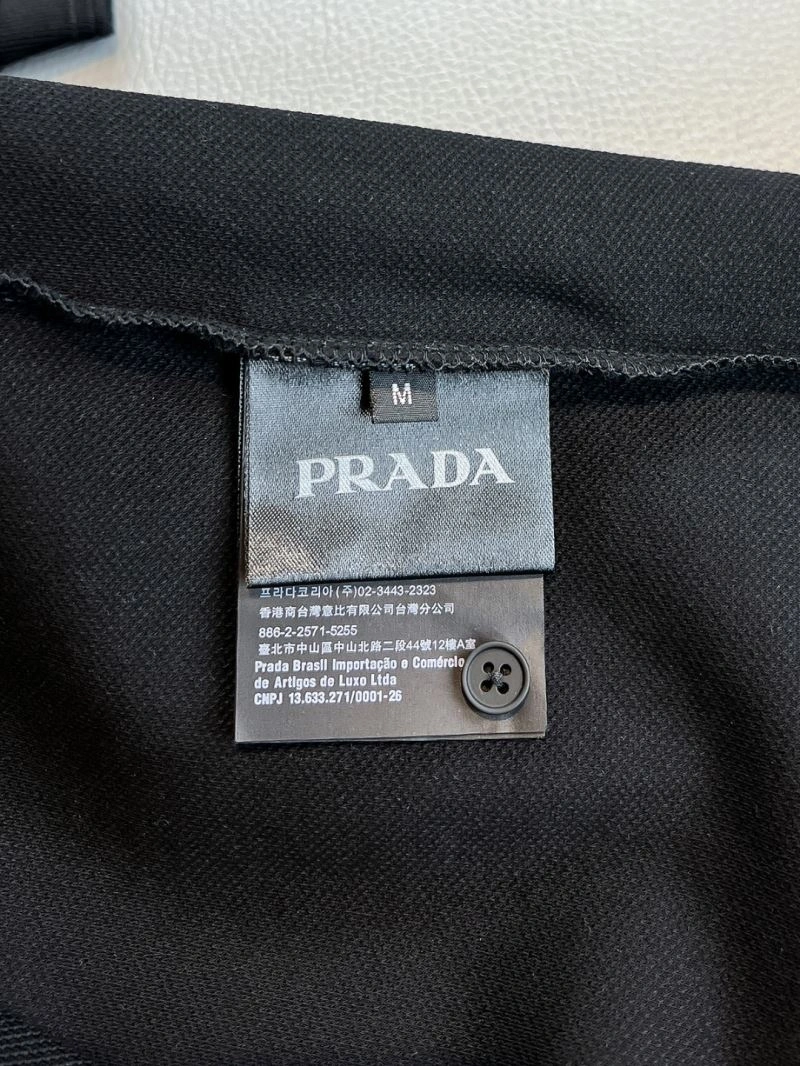 M
PRADA
프라다코리아(주)02-3443-2323
香港商台灣意比有限公司台灣分公司
886-2-2571-5255
臺北市中山區中山北路二段44號12樓A室
Prada Brasil Importação e Comércio
de Artigos de Luxo Ltda
CNPJ 13.633.271/0001-26